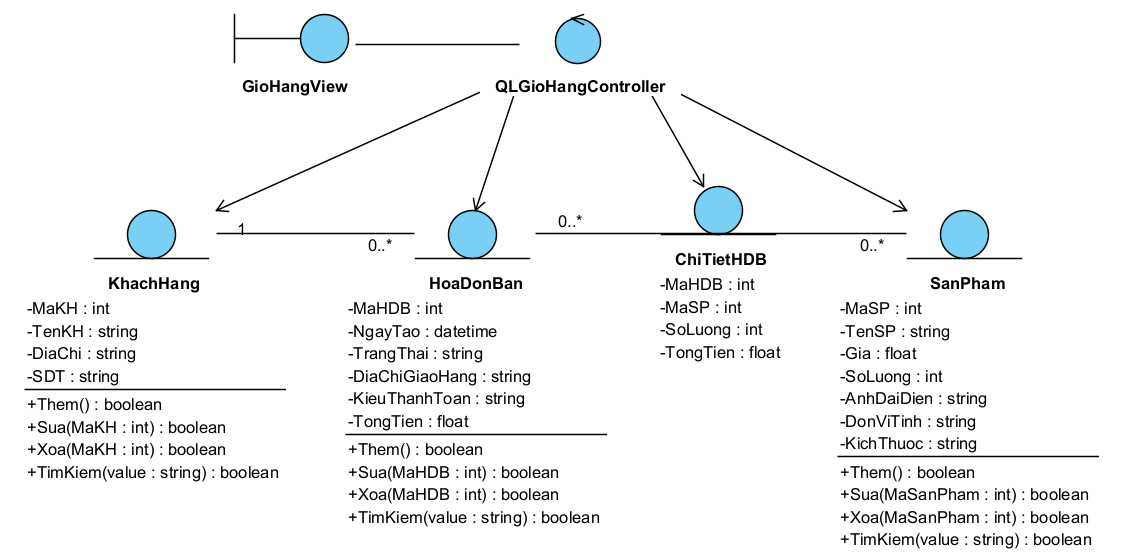 GioHangView
QLGioHangController
1
0..*
0..*
0..*
KhachHang
-MaKH : int
-TenKH : string
-DiaChi : string
-SDT : string
+Them() : boolean
+Sua(MaKH : int) : boolean
+Xoa(MaKH : int) : boolean
+TimKiem(value : string) : boolean
HoaDonBan
-MaHDB : int
-NgayTao : datetime
-TrangThai : string
-DiaChiGiaoHang : string
-KieuThanhToan : string
-TongTien : float
+Them() : boolean
+Sua(MaHDB : int) : boolean
+Xoa(MaHDB : int) : boolean
+TimKiem(value : string) : boolean
ChiTietHDB
-MaHDB : int
-MaSP : int
-SoLuong : int
-TongTien : float
SanPham
-MaSP : int
-TenSP : string
-Gia : float
-SoLuong : int
-AnhDaiDien : string
-DonViTinh : string
-KichThuoc : string
+Them() : boolean
+Sua(MaSanPham : int) : boolean
+Xoa(MaSanPham : int) : boolean
+TimKiem(value : string) : boolean